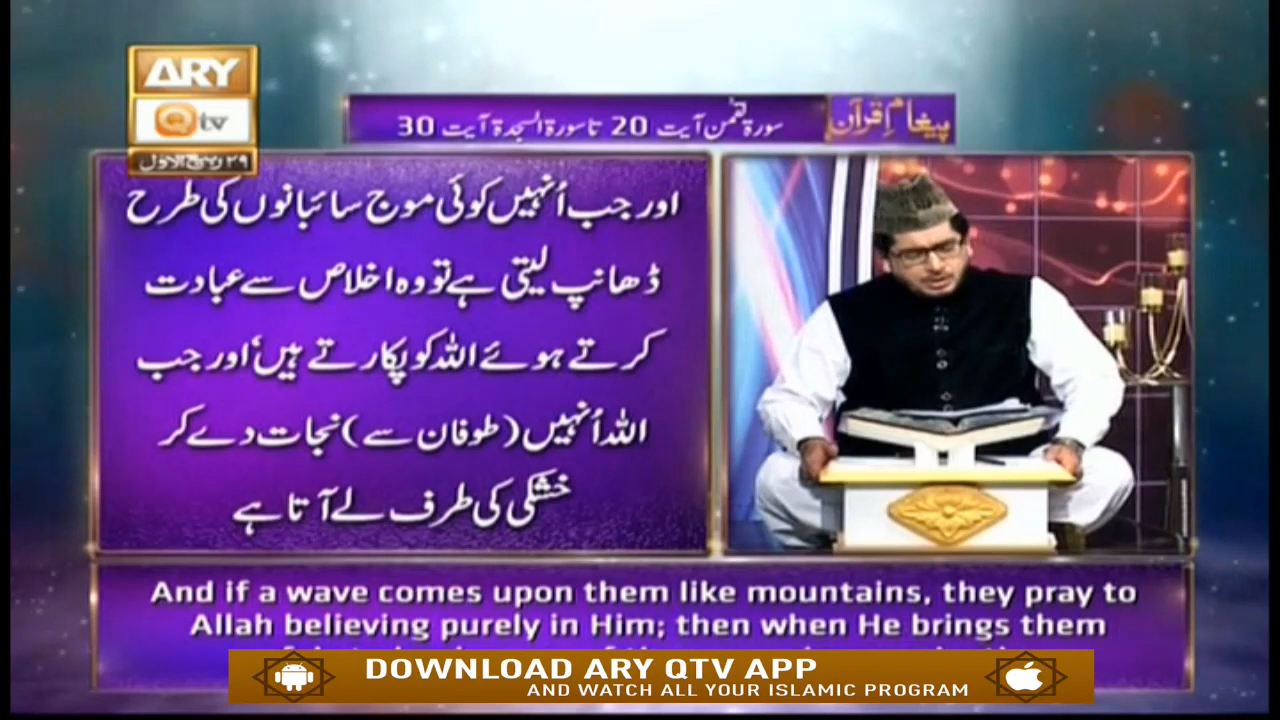 ARY
Qtv
۲۹ ربیع الاول
پیغام قرآن
سورۃ لقمٰن آیت 20 تا سورۃ السجدۃ آیت 30
اور جب اُنہیں کوئی موج سائبانوں کی طرح
ڈھانپ لیتی ہے تو وہ اخلاص سے عبادت
کرتے ہوئے اللہ کو پکارتے ہیں‘ اور جب
اللہ اُنہیں (طوفان سے) نجات دے کر
خشکی کی طرف لے آتا ہے
And if a wave comes upon them like mountains, they pray to
Allah believing purely in Him; then when He brings them
DOWNLOAD ARY QTV APP
AND WATCH ALL YOUR ISLAMIC PROGRAM